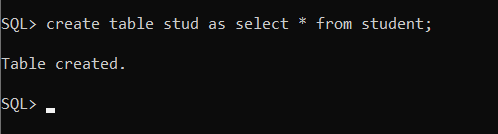 SQL> create table stud as select * from student;
Table created.
SQL>